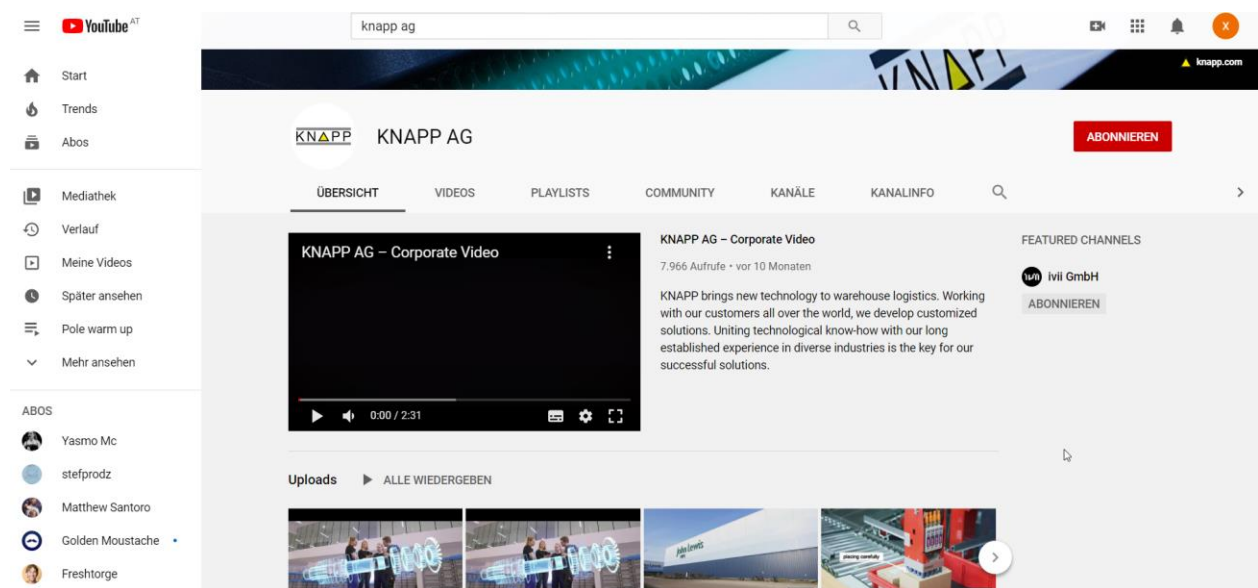 YouTube AT
knapp ag
KNAPP
knapp.com
Start
Trends
Abos
Mediathek
Verlauf
Meine Videos
Später ansehen
Pole warm up
Mehr ansehen
ABOS
Yasmo Mc
stefprodz
Matthew Santoro
Golden Moustache
Freshtorge
X
KNAPP
KNAPP AG
ABONNIEREN
ÜBERSICHT VIDEOS PLAYLISTS COMMUNITY KANÄLE KANALINFO
KNAPP AG – Corporate Video
0:00 / 2:31
KNAPP AG – Corporate Video
7.966 Aufrufe • vor 10 Monaten
KNAPP brings new technology to warehouse logistics. Working
with our customers all over the world, we develop customized
solutions. Uniting technological know-how with our long
established experience in diverse industries is the key for our
successful solutions.
FEATURED CHANNELS
ivii GmbH
ABONNIEREN
Uploads ALLE WIEDERGEBEN
John Lewis
placing carefully